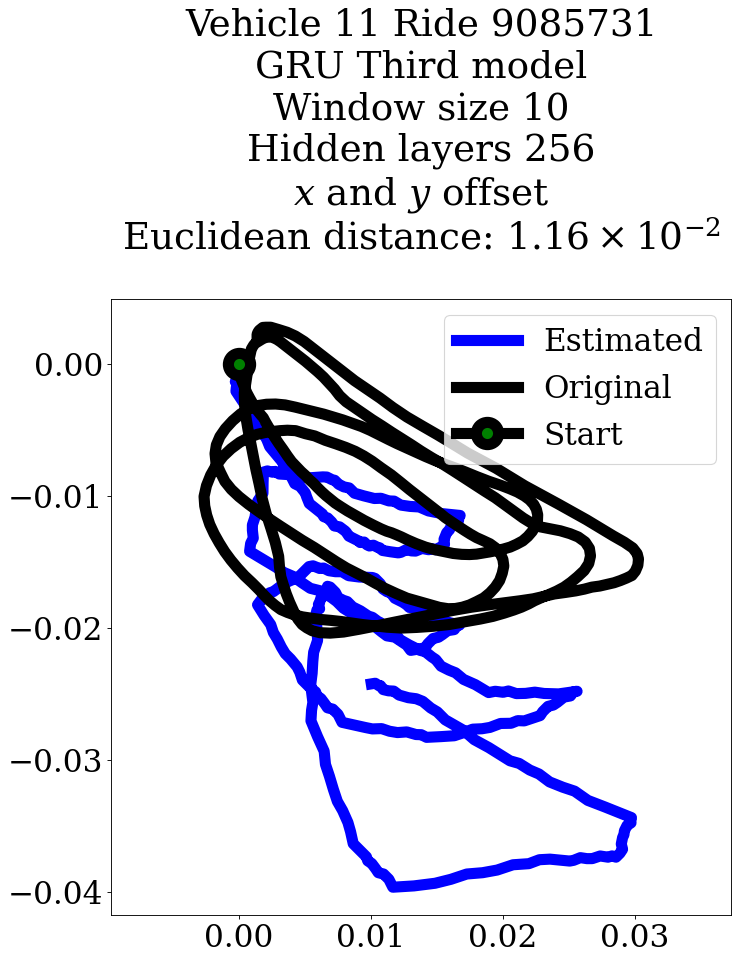 Vehicle 11 Ride 9085731
GRU Third model
Window size 10
Hidden layers 256
x and y offset
Euclidean distance: 1.16 × 10⁻²
Estimated
Original
Start
0.00
−0.01
−0.02
−0.03
−0.04
0.00 0.01 0.02 0.03